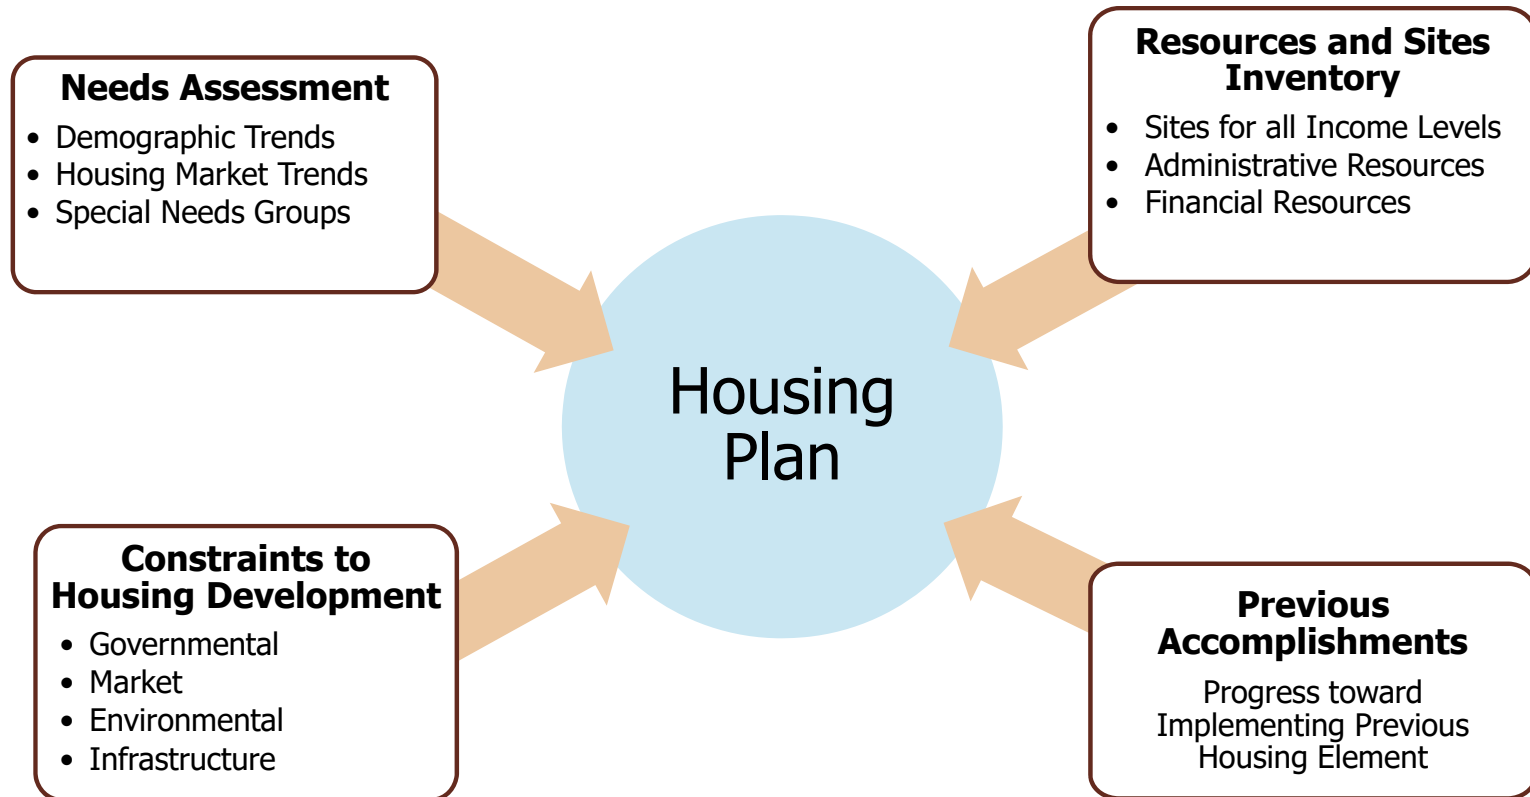 Needs Assessment
• Demographic Trends
• Housing Market Trends
• Special Needs Groups
Resources and Sites
Inventory
• Sites for all Income Levels
• Administrative Resources
• Financial Resources
Housing
Plan
Constraints to
Housing Development
• Governmental
• Market
• Environmental
• Infrastructure
Previous
Accomplishments
Progress toward
Implementing Previous
Housing Element